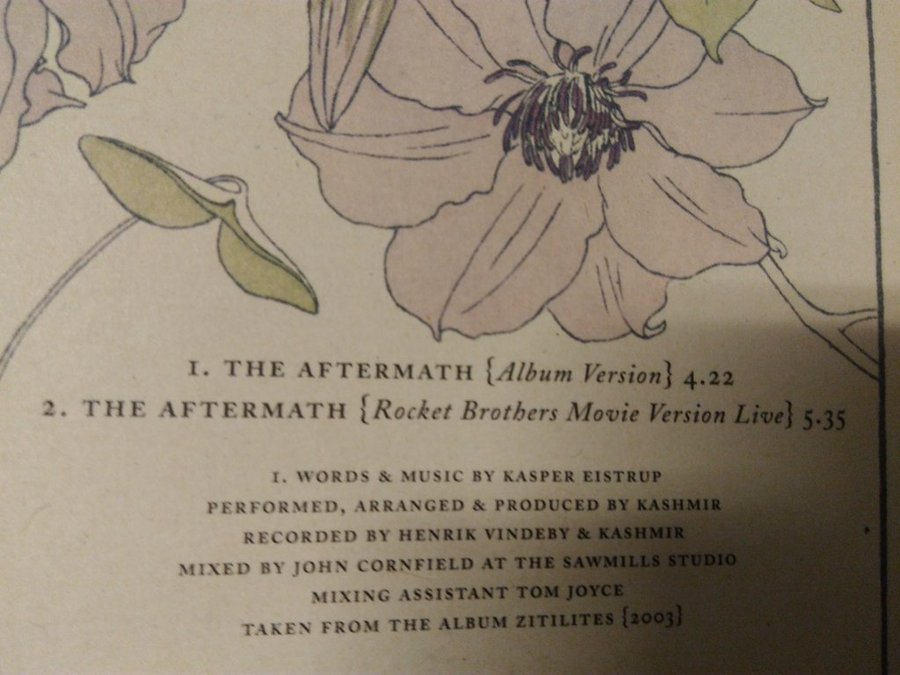 1. THE AFTERMATH {Album Version} 4.22
2. THE AFTERMATH {Rocket Brothers Movie Version Live} 5.35
1. WORDS & MUSIC BY KASPER EISTRUP
PERFORMED, ARRANGED & PRODUCED BY KASHMIR
RECORDED BY HENRIK VINDEBY & KASHMIR
MIXED BY JOHN CORNFIELD AT THE SAWMILLS STUDIO
MIXING ASSISTANT TOM JOYCE
TAKEN FROM THE ALBUM ZITILITES {2003}